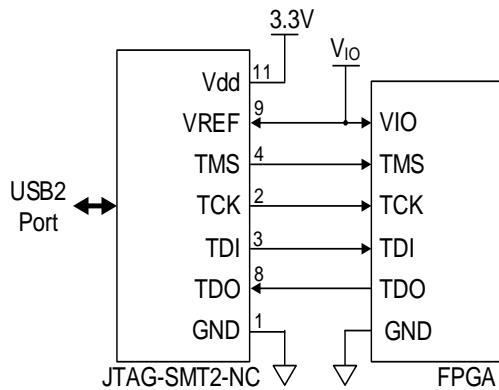 3.3V
Vdd 11
V_IO
VREF 9 VIO
TMS 4 TMS
USB2 Port
TCK 2 TCK
TDI 3 TDI
TDO 8 TDO
GND 1 GND
JTAG-SMT2-NC FPGA